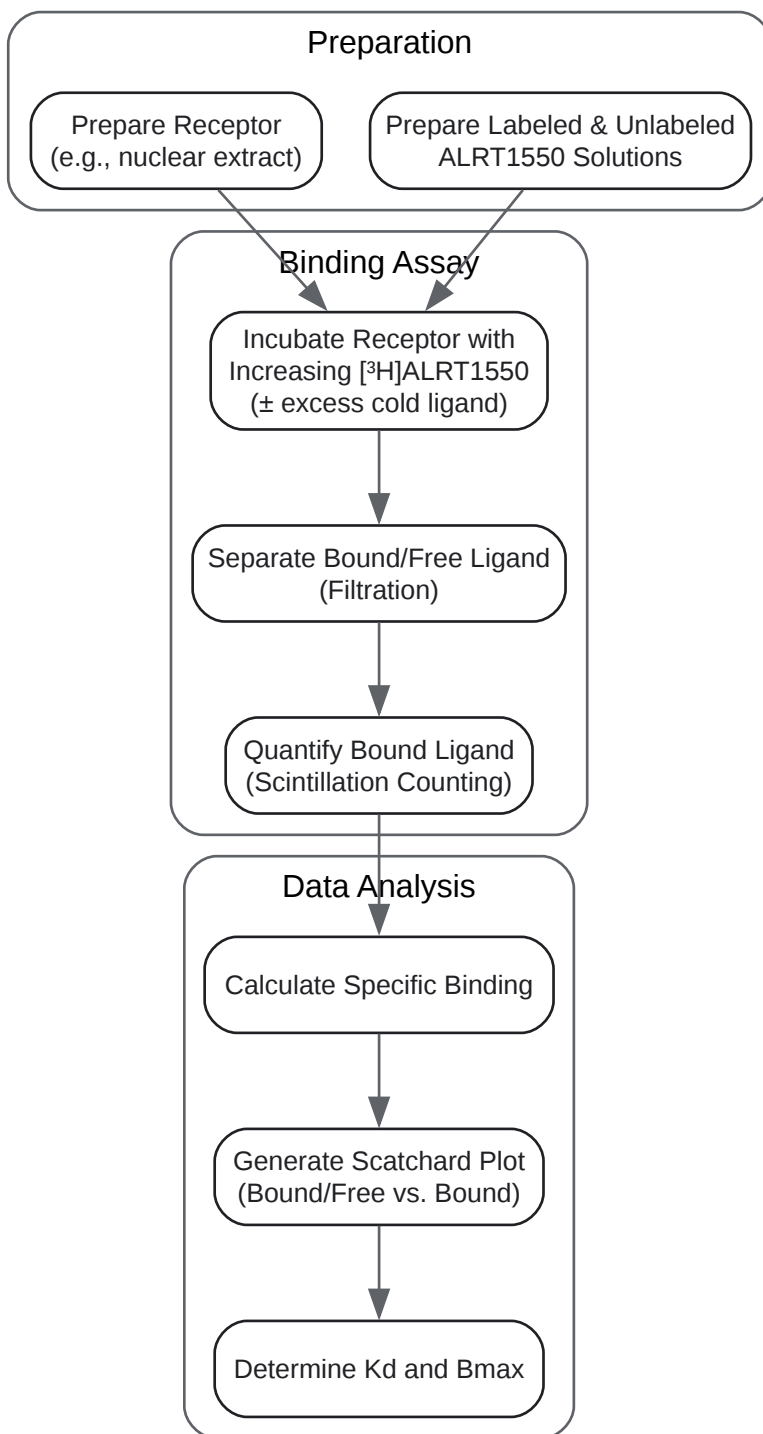 Preparation
Prepare Receptor
(e.g., nuclear extract)
Prepare Labeled & Unlabeled
ALRT1550 Solutions
Binding Assay
Incubate Receptor with
Increasing [³H]ALRT1550
(± excess cold ligand)
Separate Bound/Free Ligand
(Filtration)
Quantify Bound Ligand
(Scintillation Counting)
Data Analysis
Calculate Specific Binding
Generate Scatchard Plot
(Bound/Free vs. Bound)
Determine Kd and Bmax